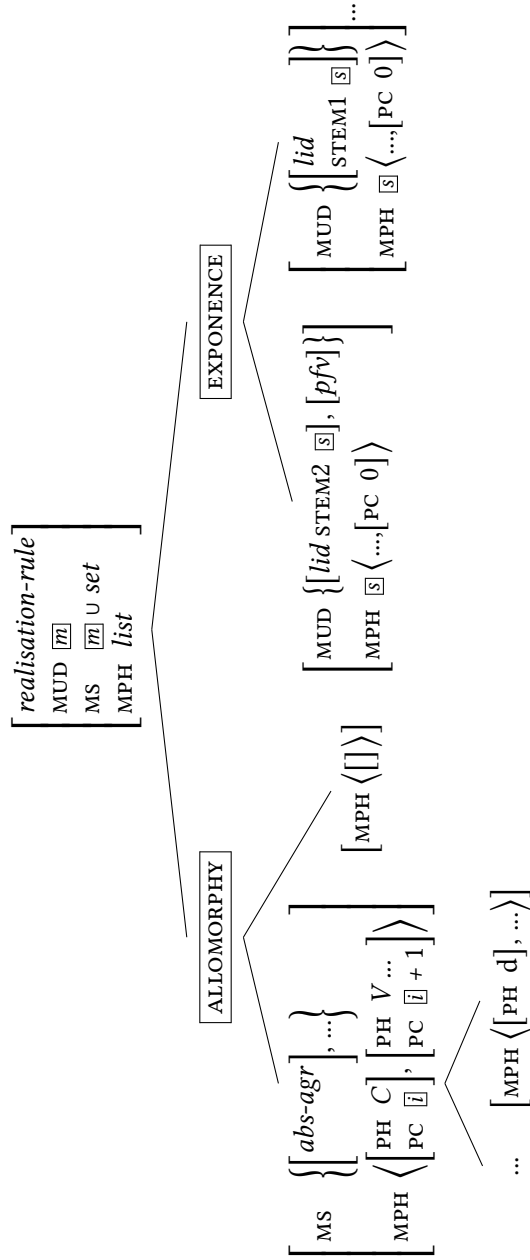 [realisation-rule
MUD [m]
MS [m] ∪ set
MPH list]
ALLOMORPHY EXPONENCE
[MS {[abs-agr], ...}
MPH ⟨[PH C
PC [i]], [PH V ...
PC [i] + 1]⟩]
[MPH ⟨[]⟩]
[MUD {[lid STEM2 [s]], [pfv]}
MPH [s] ⟨...,[PC 0]⟩]
[MUD {[lid
STEM1 [s]]}
MPH [s] ⟨...,[PC 0]⟩]
...
... [MPH ⟨[PH d], ...⟩]